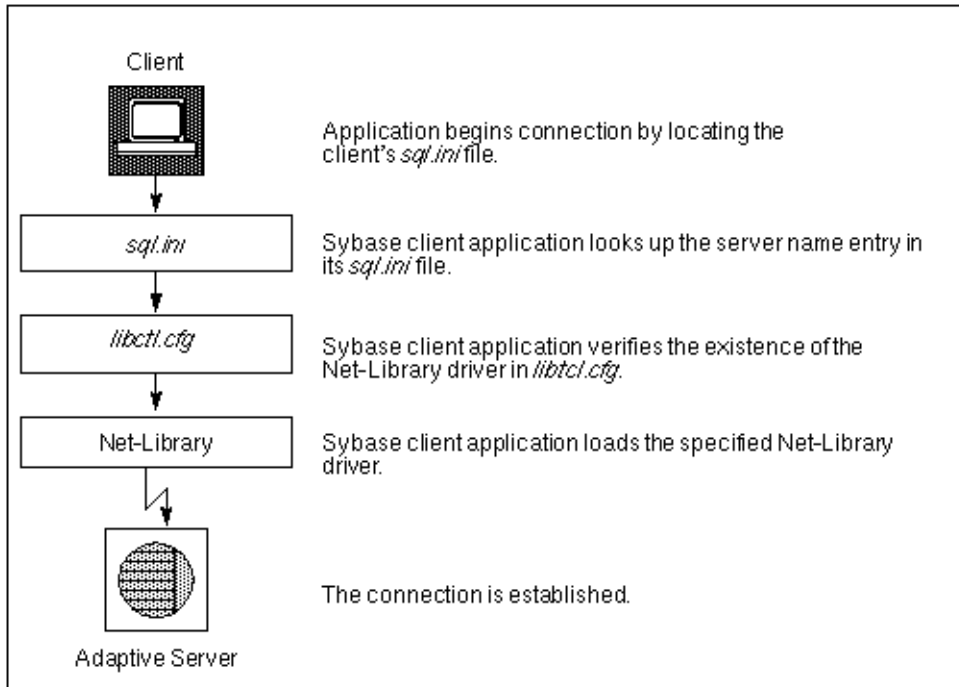 Client
Application begins connection by locating the
client's sql.ini file.
sql.ini
Sybase client application looks up the server name entry in
its sql.ini file.
libctl.cfg
Sybase client application verifies the existence of the
Net-Library driver in libtcl.cfg.
Net-Library
Sybase client application loads the specified Net-Library
driver.
The connection is established.
Adaptive Server